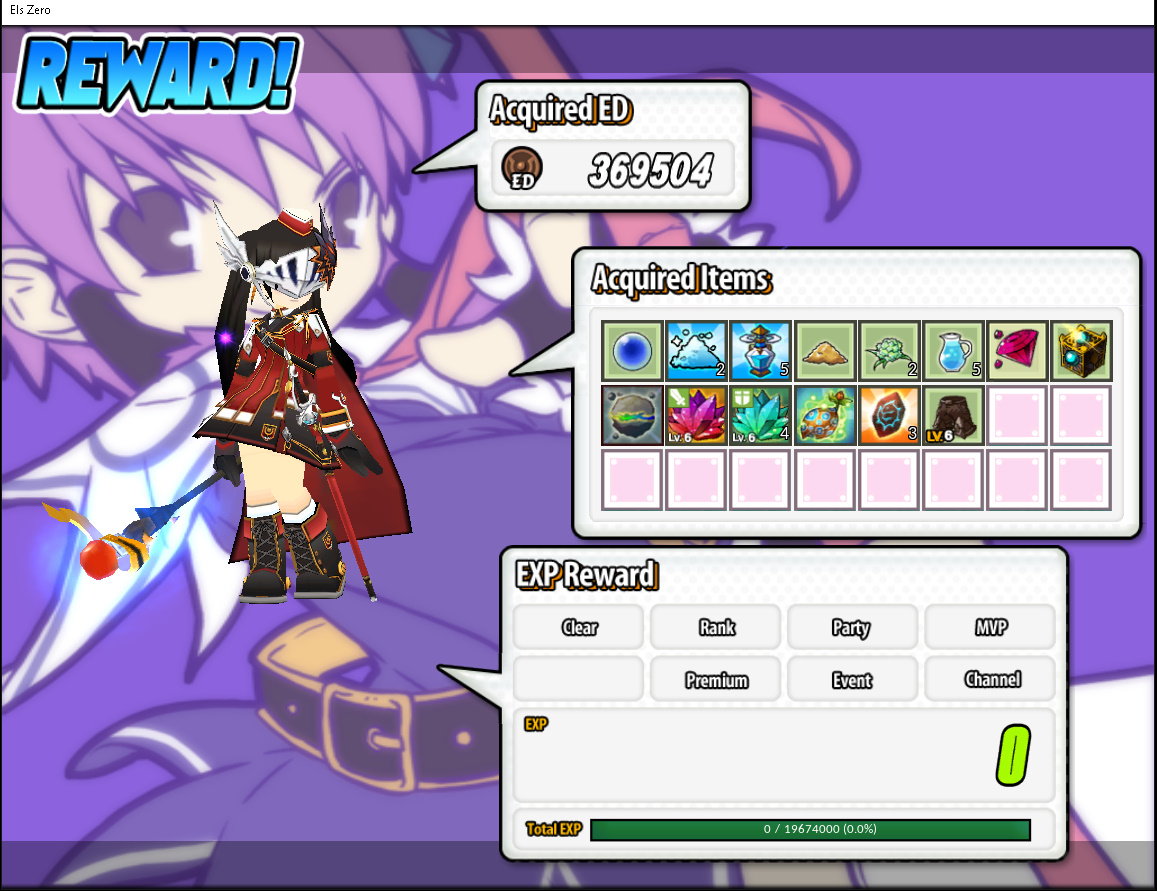 Els Zero
REWARD!
Acquired ED
ED
369504
Acquired Items
2
5
2
5
Lv.6
Lv.6
4
3
LV.6
EXP Reward
Clear
Rank
Party
MVP
Premium
Event
Channel
EXP
0
Total EXP
0 / 19674000 (0.0%)